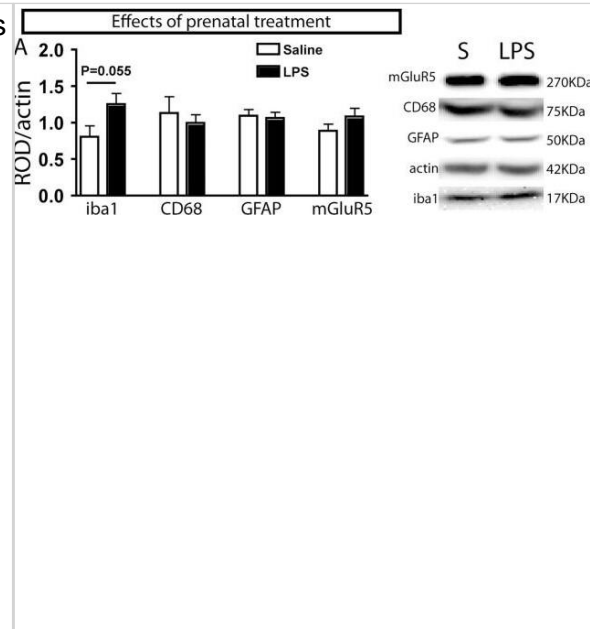 s
Effects of prenatal treatment
A
ROD/actin
2.0
1.5
1.0
0.5
0.0
P=0.055
Saline
LPS
iba1 CD68 GFAP mGluR5
S LPS
mGluR5 270KDa
CD68 75KDa
GFAP 50KDa
actin 42KDa
iba1 17KDa